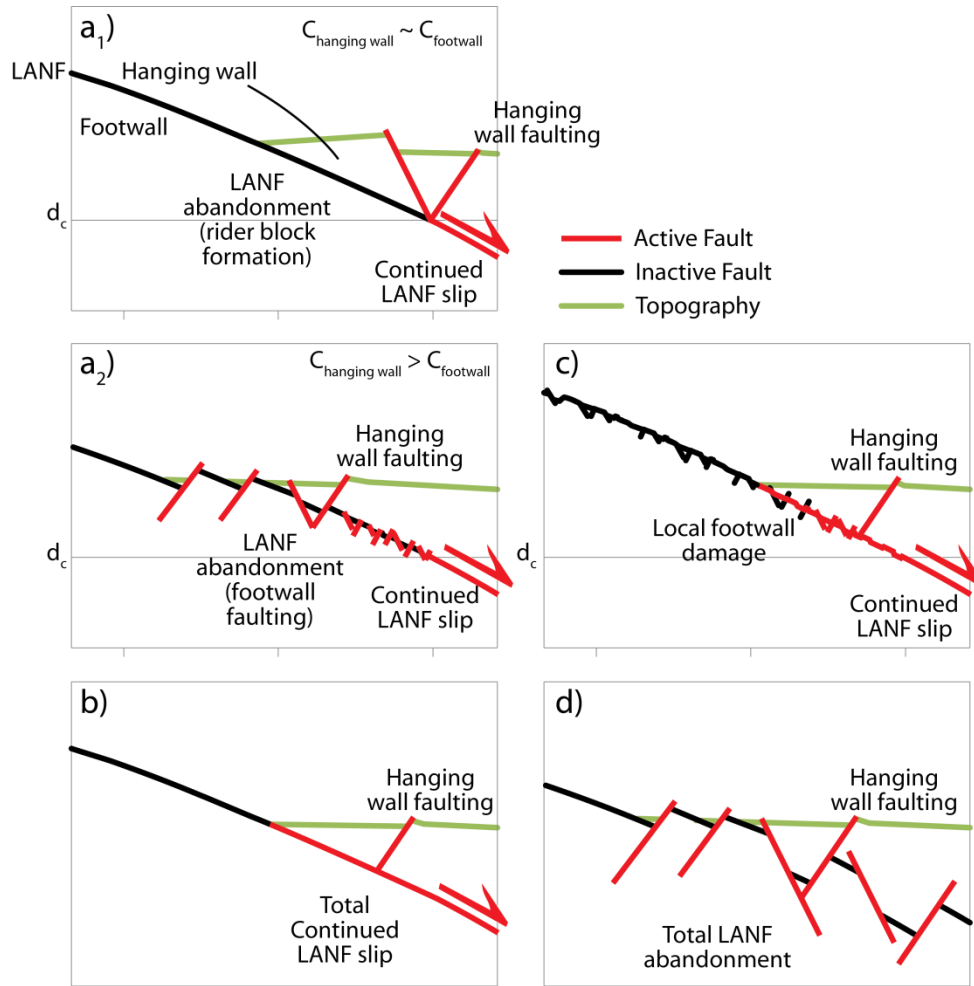 a1)
Changing wall ~ Cfootwall
LANF
Hanging wall
Footwall
Hanging
wall faulting
LANF
abandonment
(rider block
formation)
dc
Continued
LANF slip
Active Fault
Inactive Fault
Topography
a2)
Changing wall > Cfootwall
Hanging
wall faulting
LANF
abandonment
(footwall
faulting)
dc
Continued
LANF slip
c)
Hanging
wall faulting
Local footwall
damage
dc
Continued
LANF slip
b)
Hanging
wall faulting
Total
Continued
LANF slip
d)
Hanging
wall faulting
Total LANF
abandonment